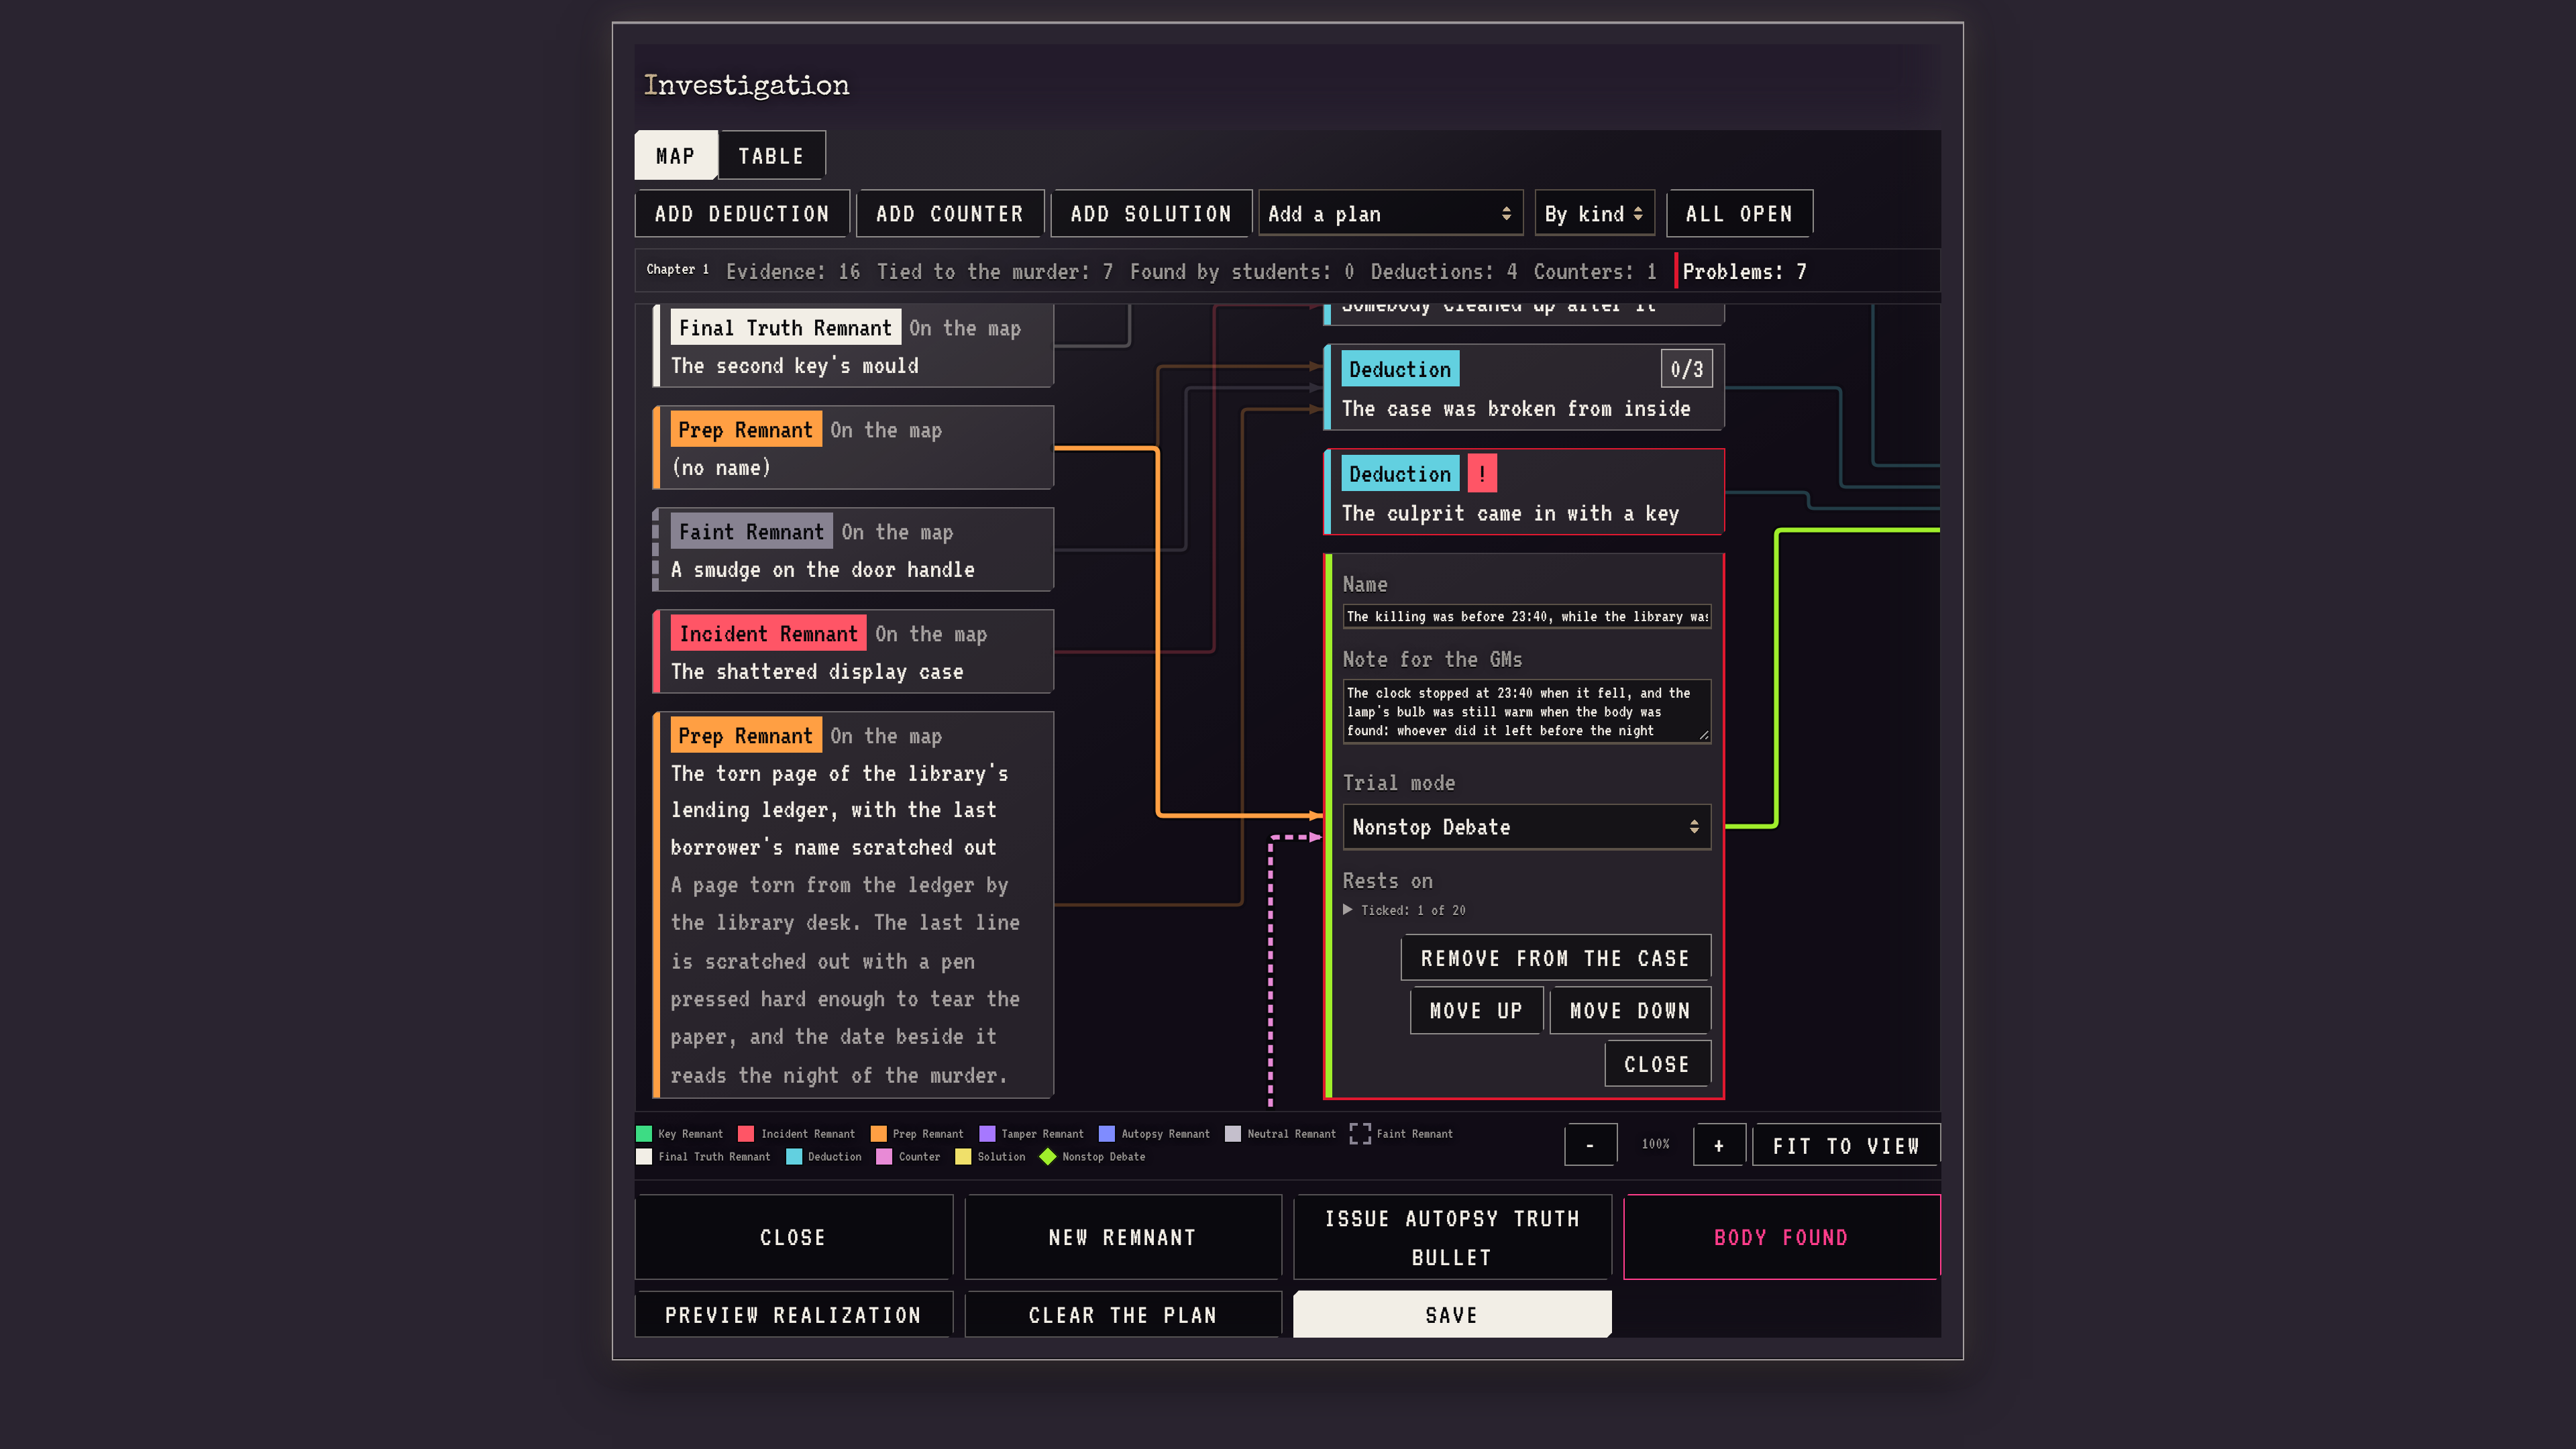 Investigation
MAP
TABLE
ADD DEDUCTION
ADD COUNTER
ADD SOLUTION
Add a plan
By kind
ALL OPEN
Chapter 1
Evidence: 16
Tied to the murder: 7
Found by students: 0
Deductions: 4
Counters: 1
Problems: 7
Final Truth Remnant
On the map
The second key's mould
Prep Remnant
On the map
(no name)
Faint Remnant
On the map
A smudge on the door handle
Incident Remnant
On the map
The shattered display case
Prep Remnant
On the map
The torn page of the library's
lending ledger, with the last
borrower's name scratched out
A page torn from the ledger by
the library desk. The last line
is scratched out with a pen
pressed hard enough to tear the
paper, and the date beside it
reads the night of the murder.
Somebody cleaned up after it
Deduction
0/3
The case was broken from inside
Deduction
!
The culprit came in with a key
Name
The killing was before 23:40, while the library was
Note for the GMs
The clock stopped at 23:40 when it fell, and the
lamp's bulb was still warm when the body was
found: whoever did it left before the night
Trial mode
Nonstop Debate
Rests on
Ticked: 1 of 20
REMOVE FROM THE CASE
MOVE UP
MOVE DOWN
CLOSE
Key Remnant
Incident Remnant
Prep Remnant
Tamper Remnant
Autopsy Remnant
Neutral Remnant
Faint Remnant
Final Truth Remnant
Deduction
Counter
Solution
Nonstop Debate
-
100%
+
FIT TO VIEW
CLOSE
NEW REMNANT
ISSUE AUTOPSY TRUTH
BULLET
BODY FOUND
PREVIEW REALIZATION
CLEAR THE PLAN
SAVE